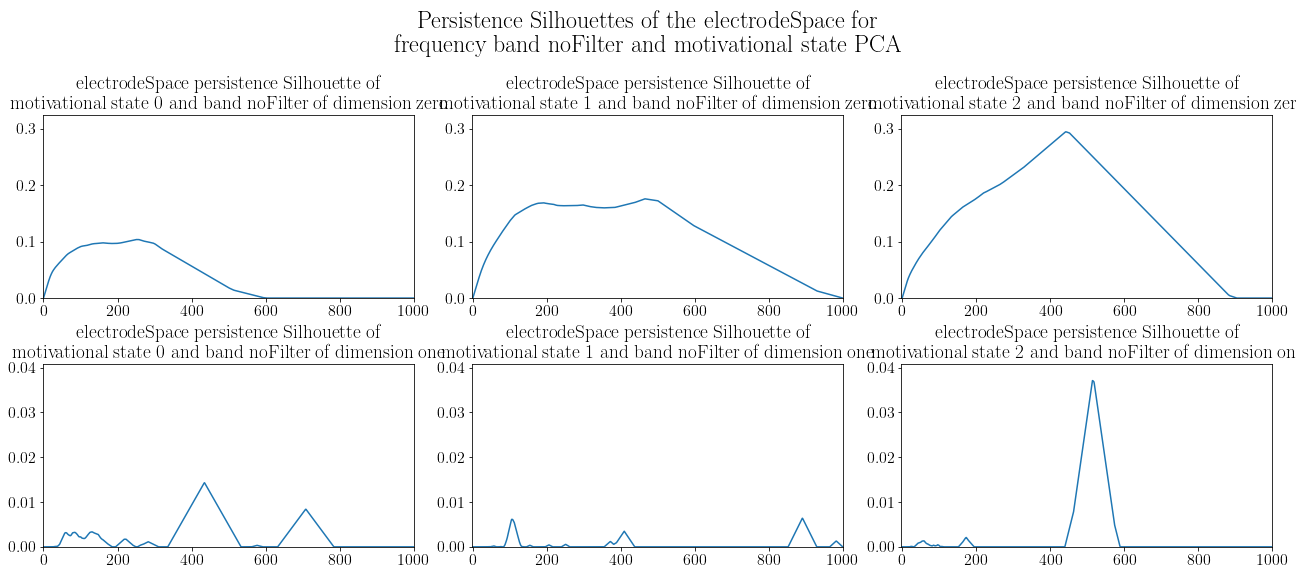 Persistence Silhouettes of the electrodeSpace for
frequency band noFilter and motivational state PCA
electrodeSpace persistence Silhouette of
motivational state 0 and band noFilter of dimension zero
electrodeSpace persistence Silhouette of
motivational state 1 and band noFilter of dimension zero
electrodeSpace persistence Silhouette of
motivational state 2 and band noFilter of dimension zer
0.3
0.2
0.1
0.0
0 200 400 600 800 1000
0.3
0.2
0.1
0.0
0 200 400 600 800 1000
0.3
0.2
0.1
0.0
0 200 400 600 800 1000
electrodeSpace persistence Silhouette of
motivational state 0 and band noFilter of dimension one
electrodeSpace persistence Silhouette of
motivational state 1 and band noFilter of dimension one
electrodeSpace persistence Silhouette of
motivational state 2 and band noFilter of dimension on
0.04
0.03
0.02
0.01
0.00
0 200 400 600 800 1000
0.04
0.03
0.02
0.01
0.00
0 200 400 600 800 1000
0.04
0.03
0.02
0.01
0.00
0 200 400 600 800 1000